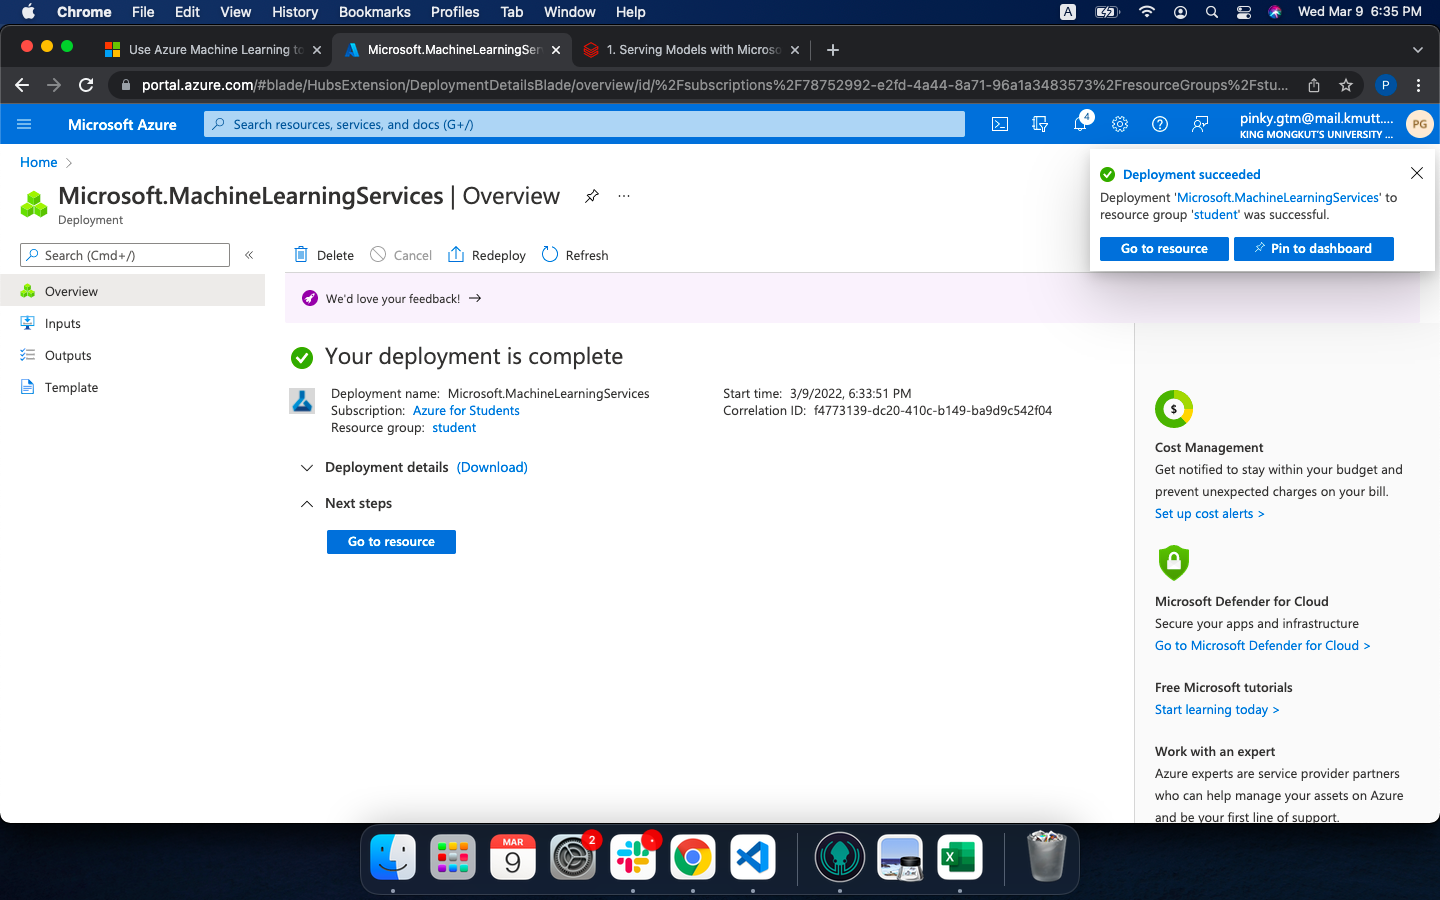 Chrome File Edit View History Bookmarks Profiles Tab Window Help
A
Wed Mar 9 6:35 PM
Use Azure Machine Learning to
Microsoft.MachineLearningSer
1. Serving Models with Microso
portal.azure.com/#blade/HubsExtension/DeploymentDetailsBlade/overview/id/%2Fsubscriptions%2F78752992-e2fd-4a44-8a71-96a1a3483573%2FresourceGroups%2Fstu...
P
Microsoft Azure
Search resources, services, and docs (G+/)
4
pinky.gtm@mail.kmutt....
KING MONGKUT'S UNIVERSITY ...
PG
Home
Microsoft.MachineLearningServices | Overview
Deployment
Deployment succeeded
Deployment 'Microsoft.MachineLearningServices' to
resource group 'student' was successful.
Go to resource
Pin to dashboard
Search (Cmd+/)
Overview
Inputs
Outputs
Template
Delete
Cancel
Redeploy
Refresh
We'd love your feedback!
Your deployment is complete
Deployment name: Microsoft.MachineLearningServices
Subscription: Azure for Students
Resource group: student
Start time: 3/9/2022, 6:33:51 PM
Correlation ID: f4773139-dc20-410c-b149-ba9d9c542f04
Deployment details (Download)
Next steps
Go to resource
$
Cost Management
Get notified to stay within your budget and
prevent unexpected charges on your bill.
Set up cost alerts >
Microsoft Defender for Cloud
Secure your apps and infrastructure
Go to Microsoft Defender for Cloud >
Free Microsoft tutorials
Start learning today >
Work with an expert
Azure experts are service provider partners
who can help manage your assets on Azure
and be your first line of support.
MAR
9
2
X